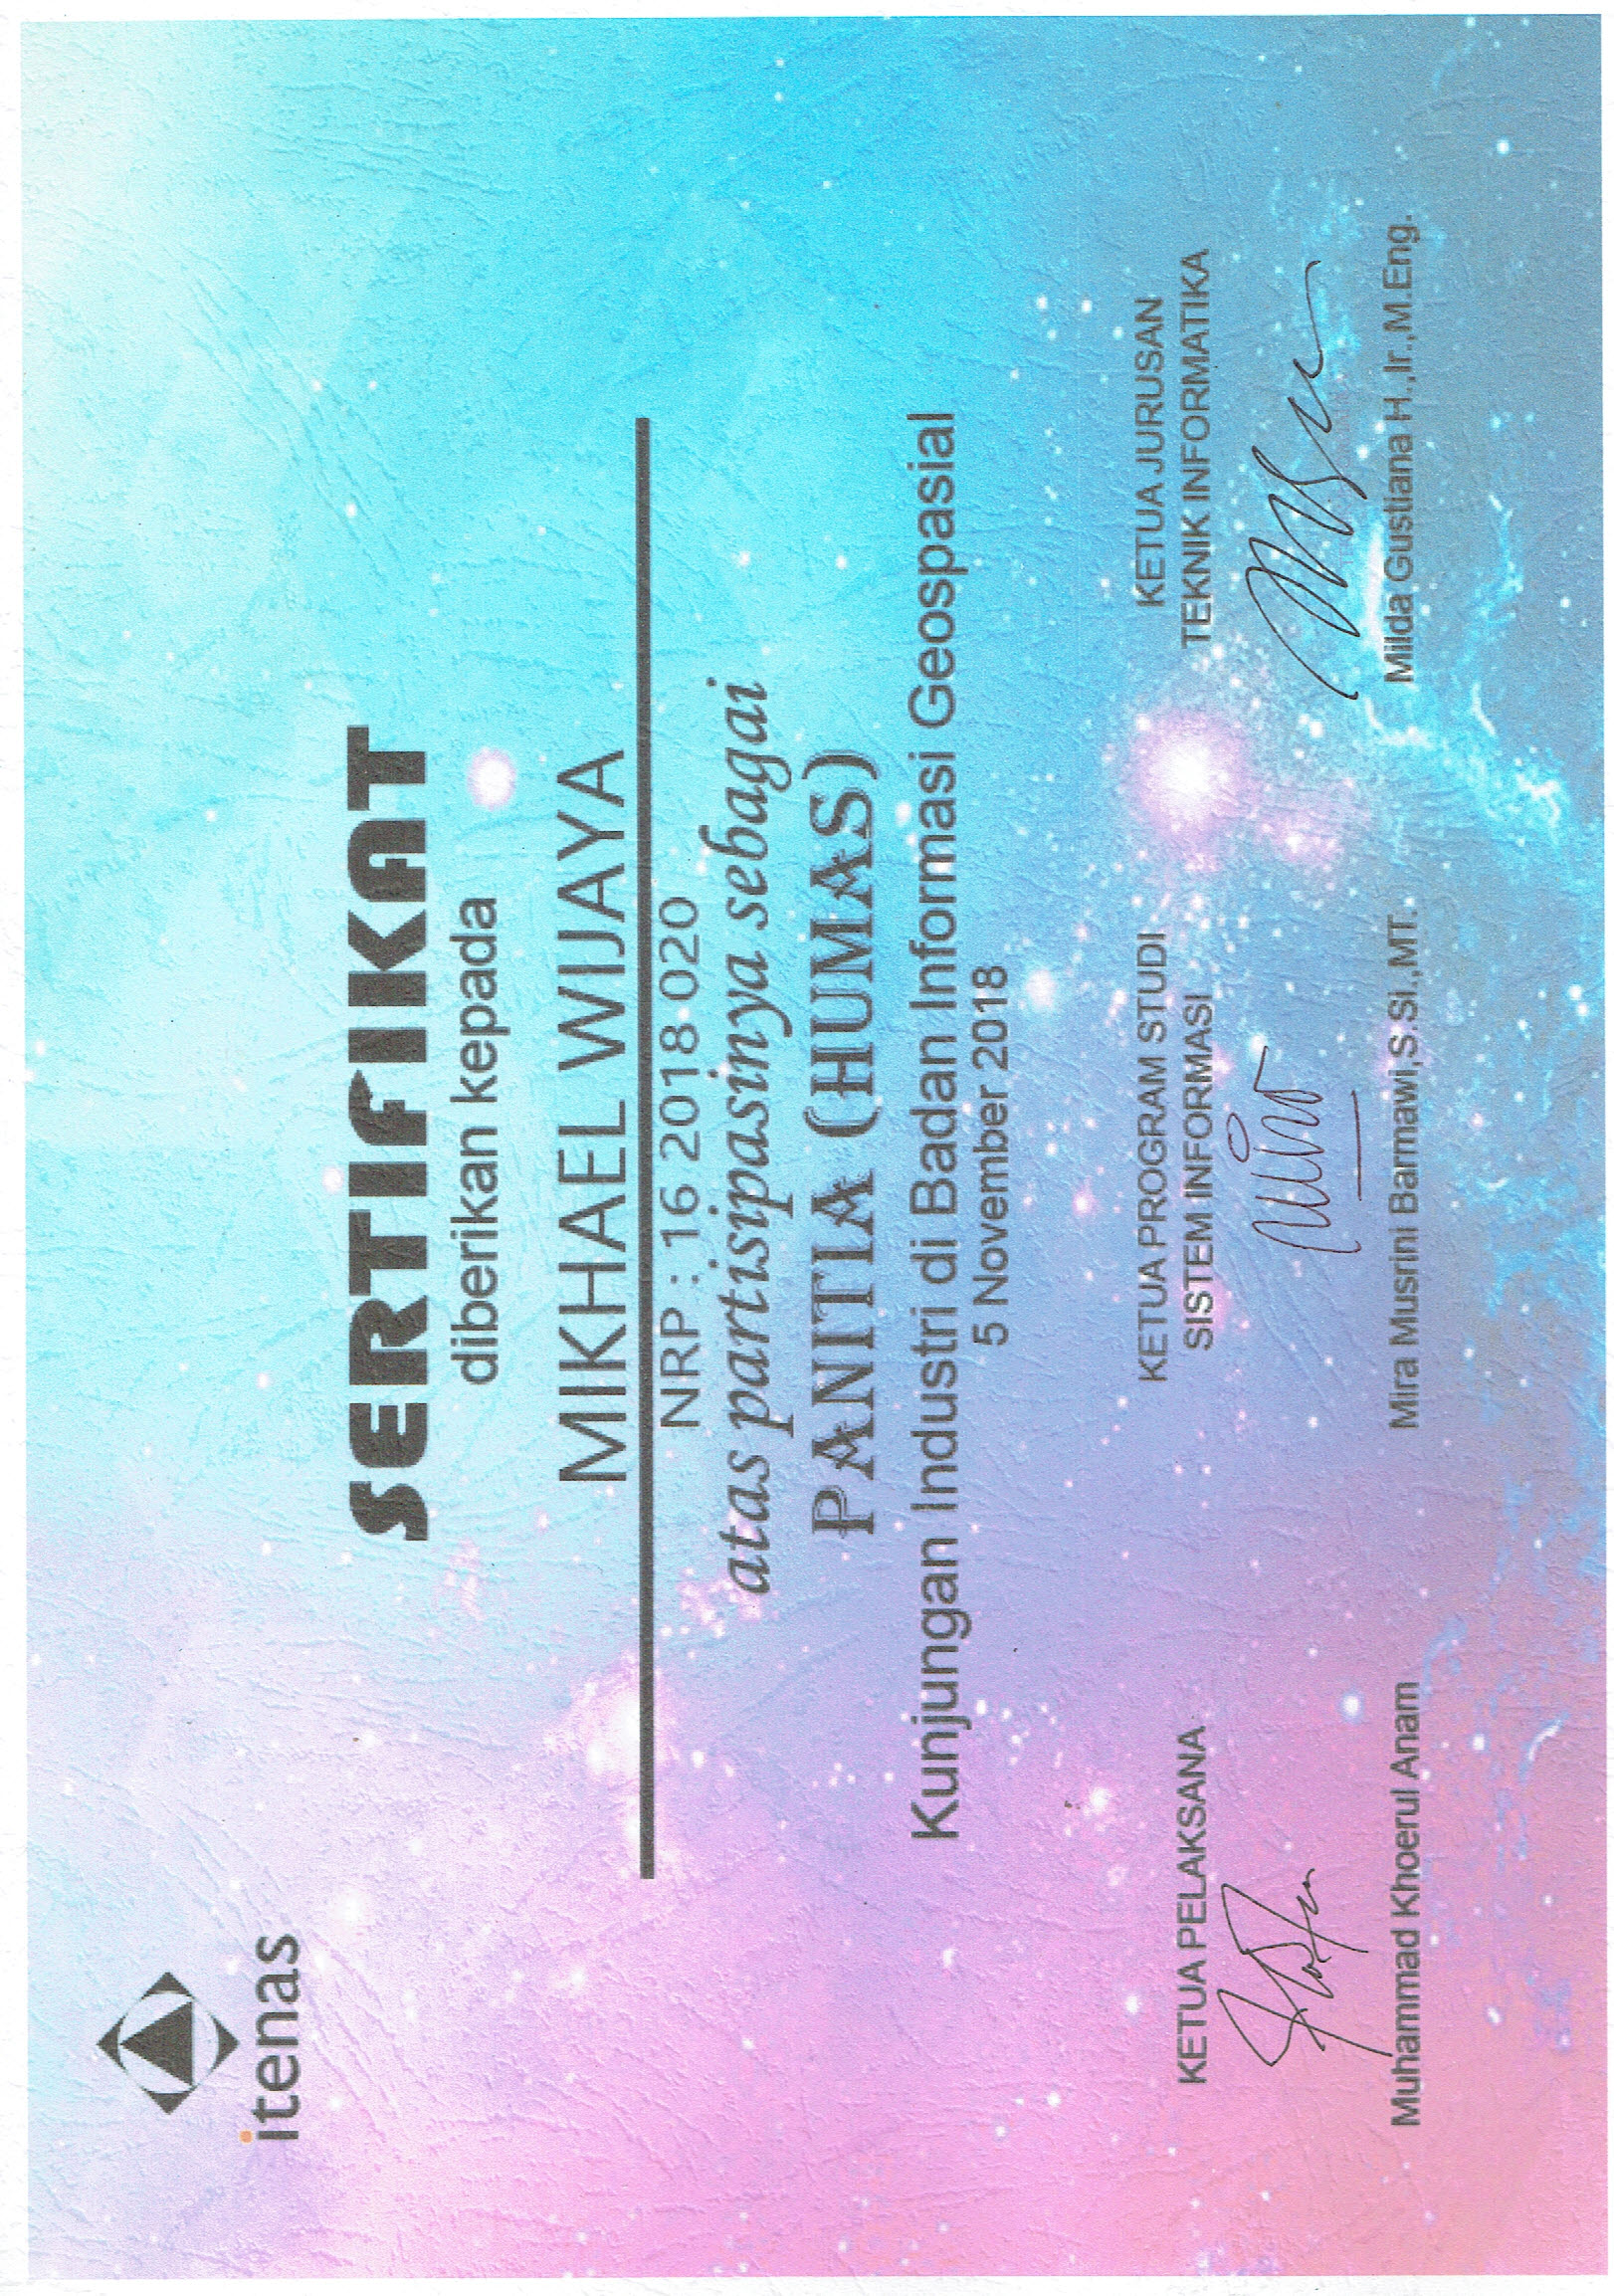 itenas
SERTIFIKAT
diberikan kepada
MIKHAEL WIJAYA
NRP : 16 2018 020
atas partisipasinya sebagai
PANITIA (HUMAS)
Kunjungan Industri di Badan Informasi Geospasial
5 November 2018
KETUA PELAKSANA
Muhammad Khoerul Anam
KETUA PROGRAM STUDI
SISTEM INFORMASI
Mira Musrini Barmawi,S.Si.,MT.
KETUA JURUSAN
TEKNIK INFORMATIKA
Milda Gustiana H.,Ir.,M.Eng.